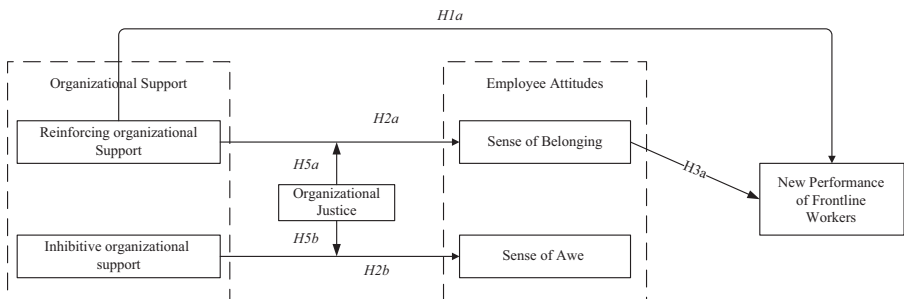 H1a
Organizational Support
Employee Attitudes
Reinforcing organizational
Support
H2a
Sense of Belonging
H5a
H3a
Organizational
Justice
New Performance
of Frontline
Workers
H5b
Inhibitive organizational
support
H2b
Sense of Awe